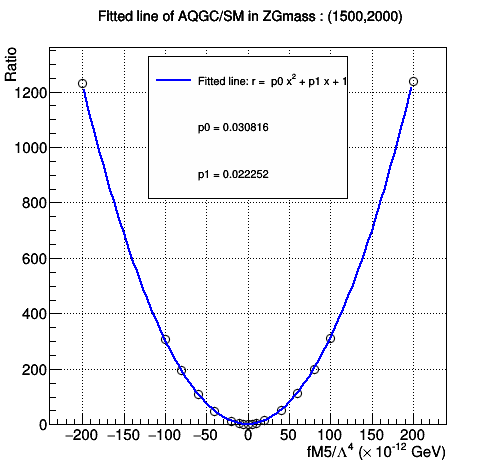 FItted line of AQGC/SM in ZGmass : (1500,2000)
Ratio
Fitted line: r = p0 x² + p1 x + 1
p0 = 0.030816
p1 = 0.022252
1200
1000
800
600
400
200
0
−200 −150 −100 −50 0 50 100 150 200
fM5/Λ⁴ (× 10⁻¹² GeV)